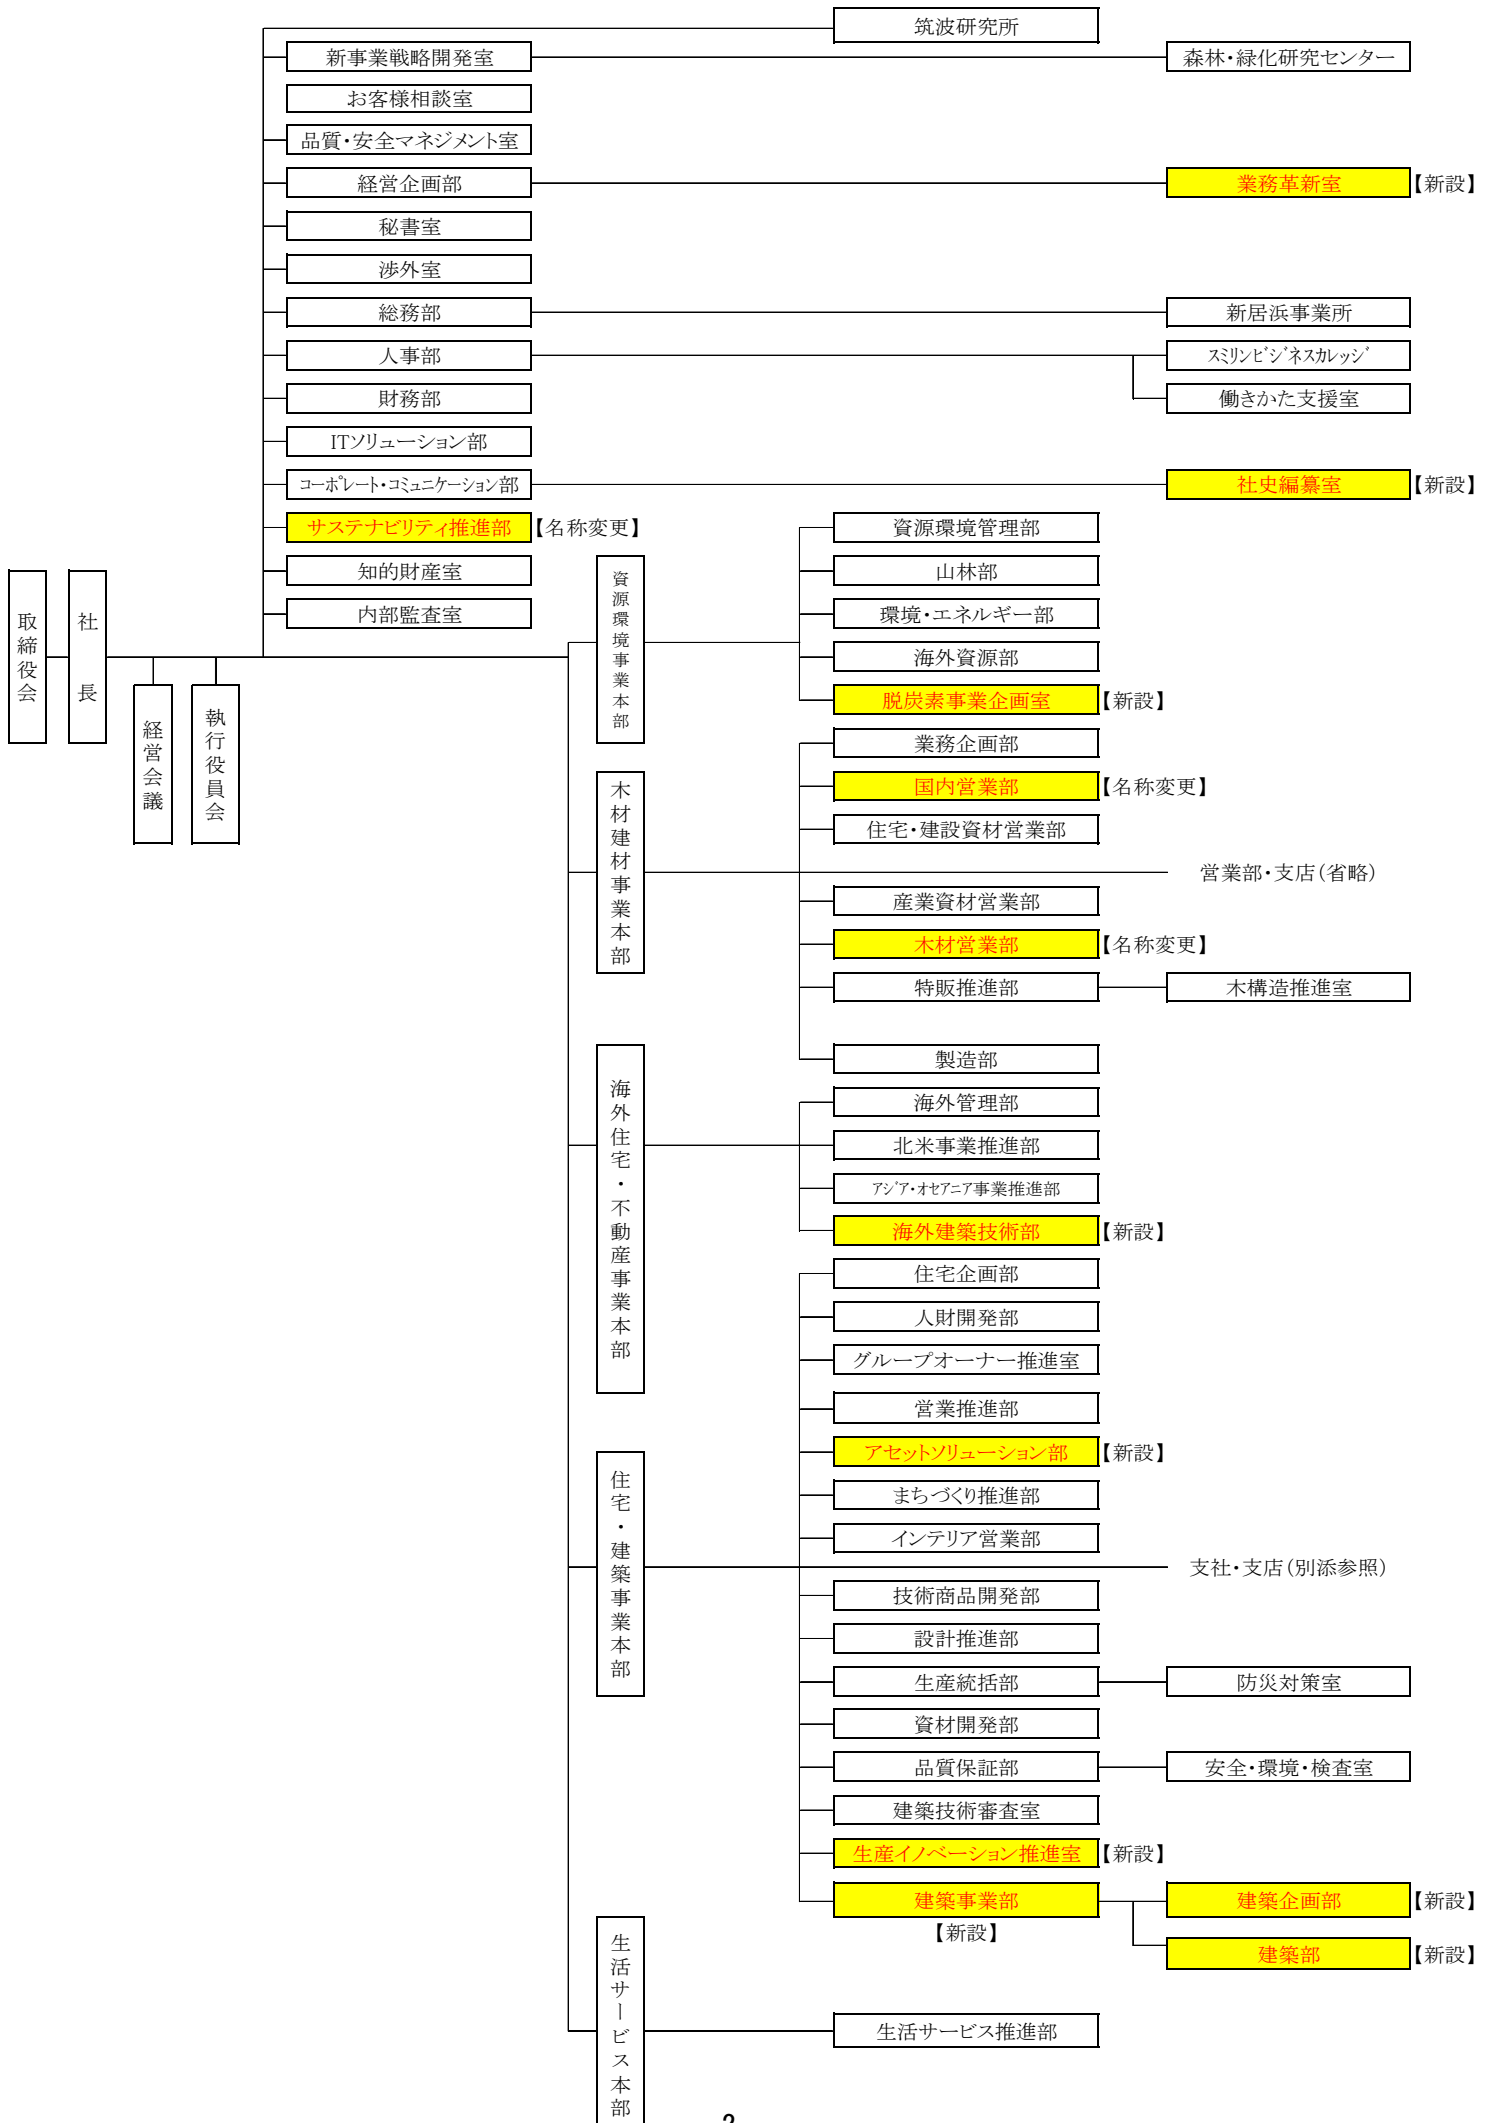 筑波研究所
新事業戦略開発室
森林・緑化研究センター
お客様相談室
品質・安全マネジメント室
経営企画部
業務革新室
【新設】
秘書室
渉外室
総務部
新居浜事業所
人事部
スミリンビジネスカレッジ
働きかた支援室
財務部
ITソリューション部
コーポレート・コミュニケーション部
社史編纂室
【新設】
サステナビリティ推進部
【名称変更】
知的財産室
内部監査室
取締役会
社長
経営会議
執行役員会
資源環境事業本部
資源環境管理部
山林部
環境・エネルギー部
海外資源部
脱炭素事業企画室
【新設】
木材建材事業本部
業務企画部
国内営業部
【名称変更】
住宅・建設資材営業部
営業部・支店(省略)
産業資材営業部
木材営業部
【名称変更】
特販推進部
木構造推進室
製造部
海外住宅・不動産事業本部
海外管理部
北米事業推進部
アジア・オセアニア事業推進部
海外建築技術部
【新設】
住宅・建築事業本部
住宅企画部
人財開発部
グループオーナー推進室
営業推進部
アセットソリューション部
【新設】
まちづくり推進部
インテリア営業部
支社・支店(別添参照)
技術商品開発部
設計推進部
生産統括部
防災対策室
資材開発部
品質保証部
安全・環境・検査室
建築技術審査室
生産イノベーション推進室
【新設】
建築事業部
【新設】
建築企画部
【新設】
建築部
【新設】
生活サービス本部
生活サービス推進部